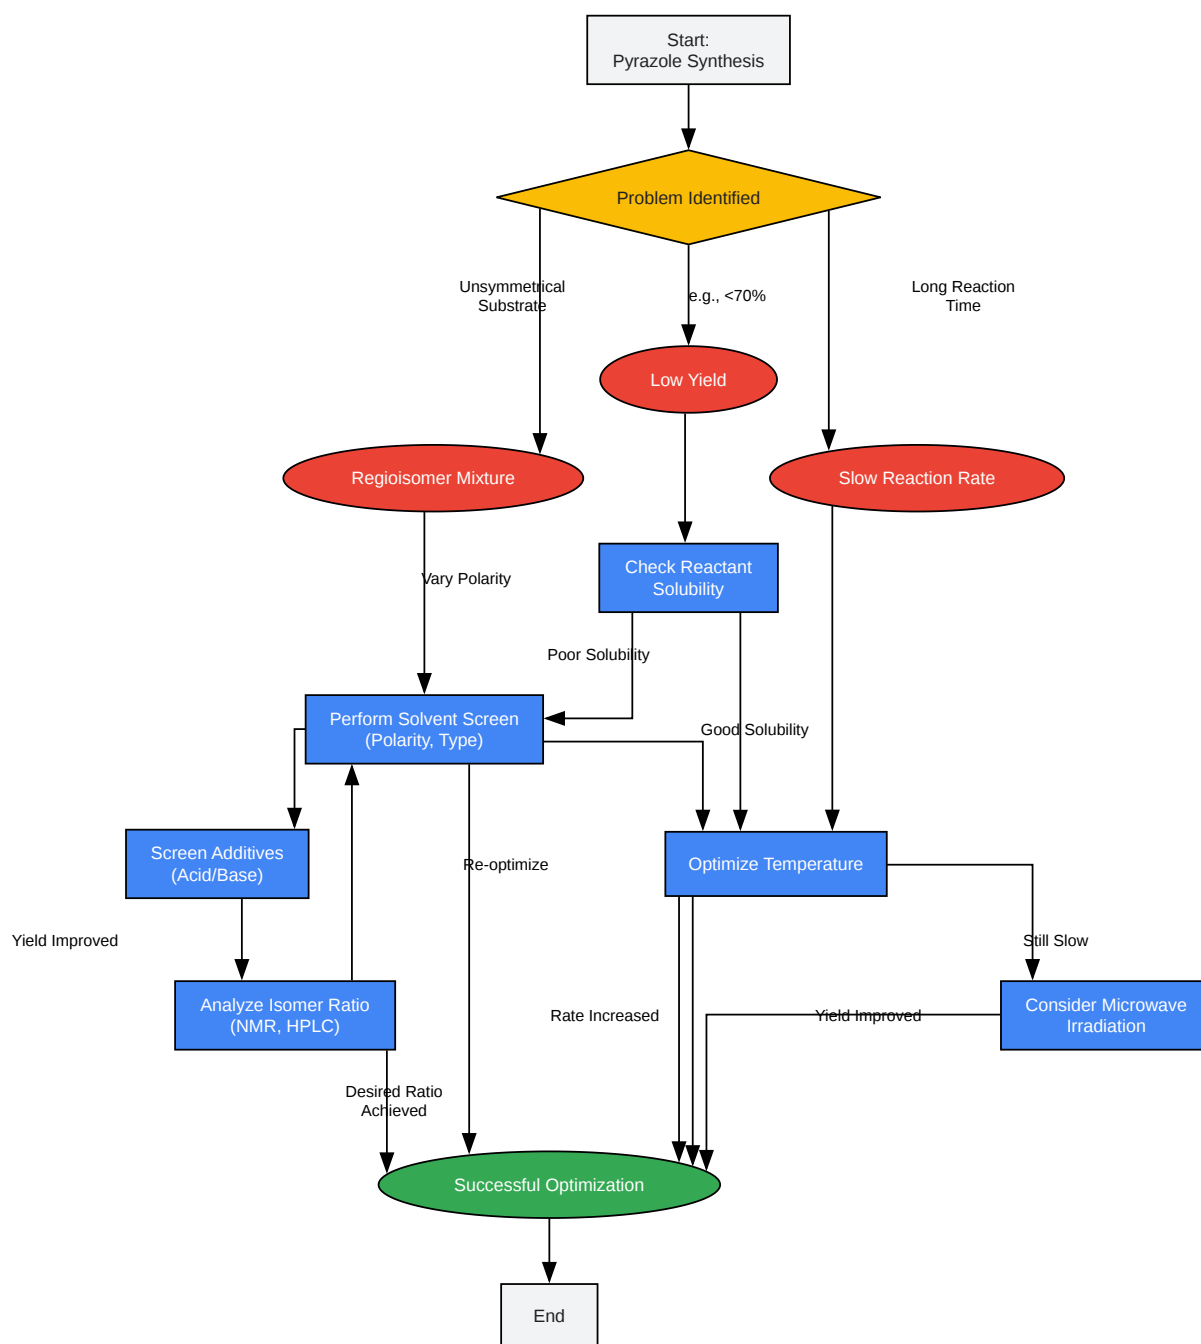 Start:
Pyrazole Synthesis
Problem Identified
Unsymmetrical
Substrate
e.g., <70%
Long Reaction
Time
Low Yield
Regioisomer Mixture
Slow Reaction Rate
Check Reactant
Solubility
Vary Polarity
Poor Solubility
Perform Solvent Screen
(Polarity, Type)
Good Solubility
Screen Additives
(Acid/Base)
Re-optimize
Optimize Temperature
Yield Improved
Still Slow
Analyze Isomer Ratio
(NMR, HPLC)
Rate Increased
Yield Improved
Consider Microwave
Irradiation
Desired Ratio
Achieved
Successful Optimization
End